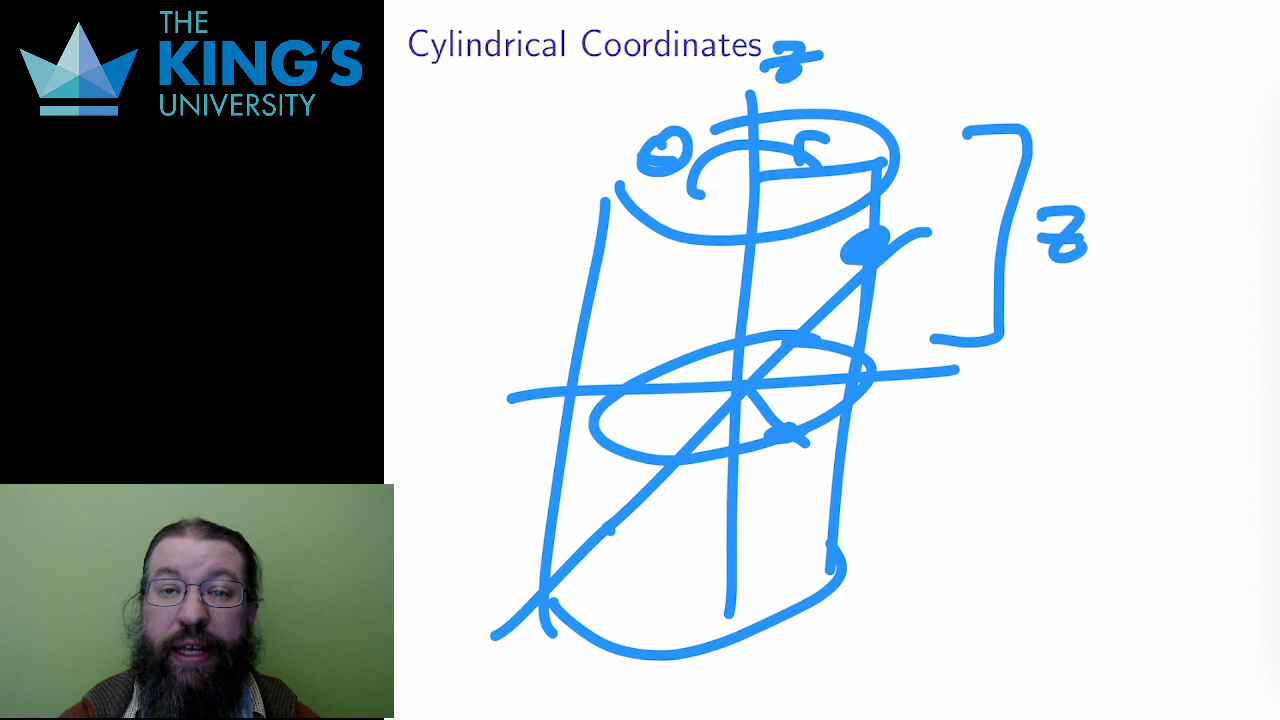 THE
KING'S
UNIVERSITY
Cylindrical Coordinates
z
θ
r
z